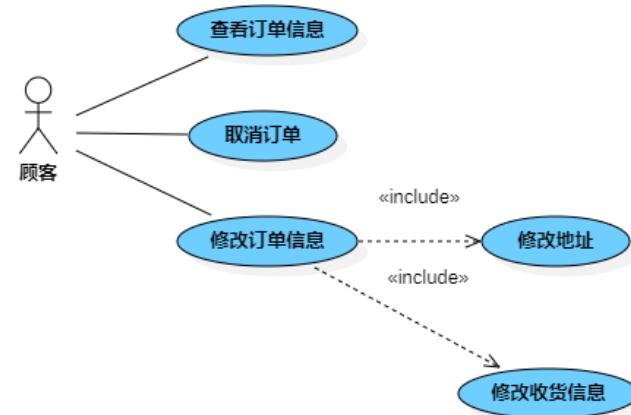 查看订单信息
取消订单
顾客
«include»
修改订单信息
修改地址
«include»
修改收货信息